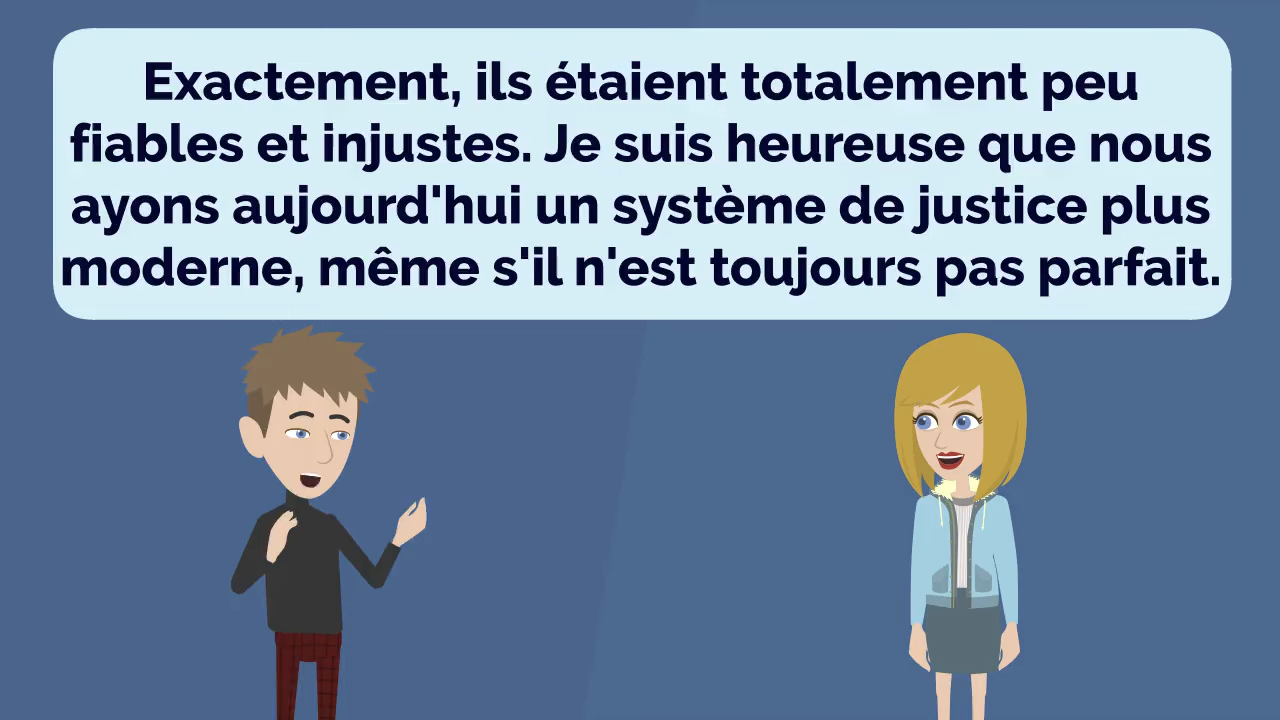 Exactement, ils étaient totalement peu
fiables et injustes. Je suis heureuse que nous
ayons aujourd'hui un système de justice plus
moderne, même s'il n'est toujours pas parfait.